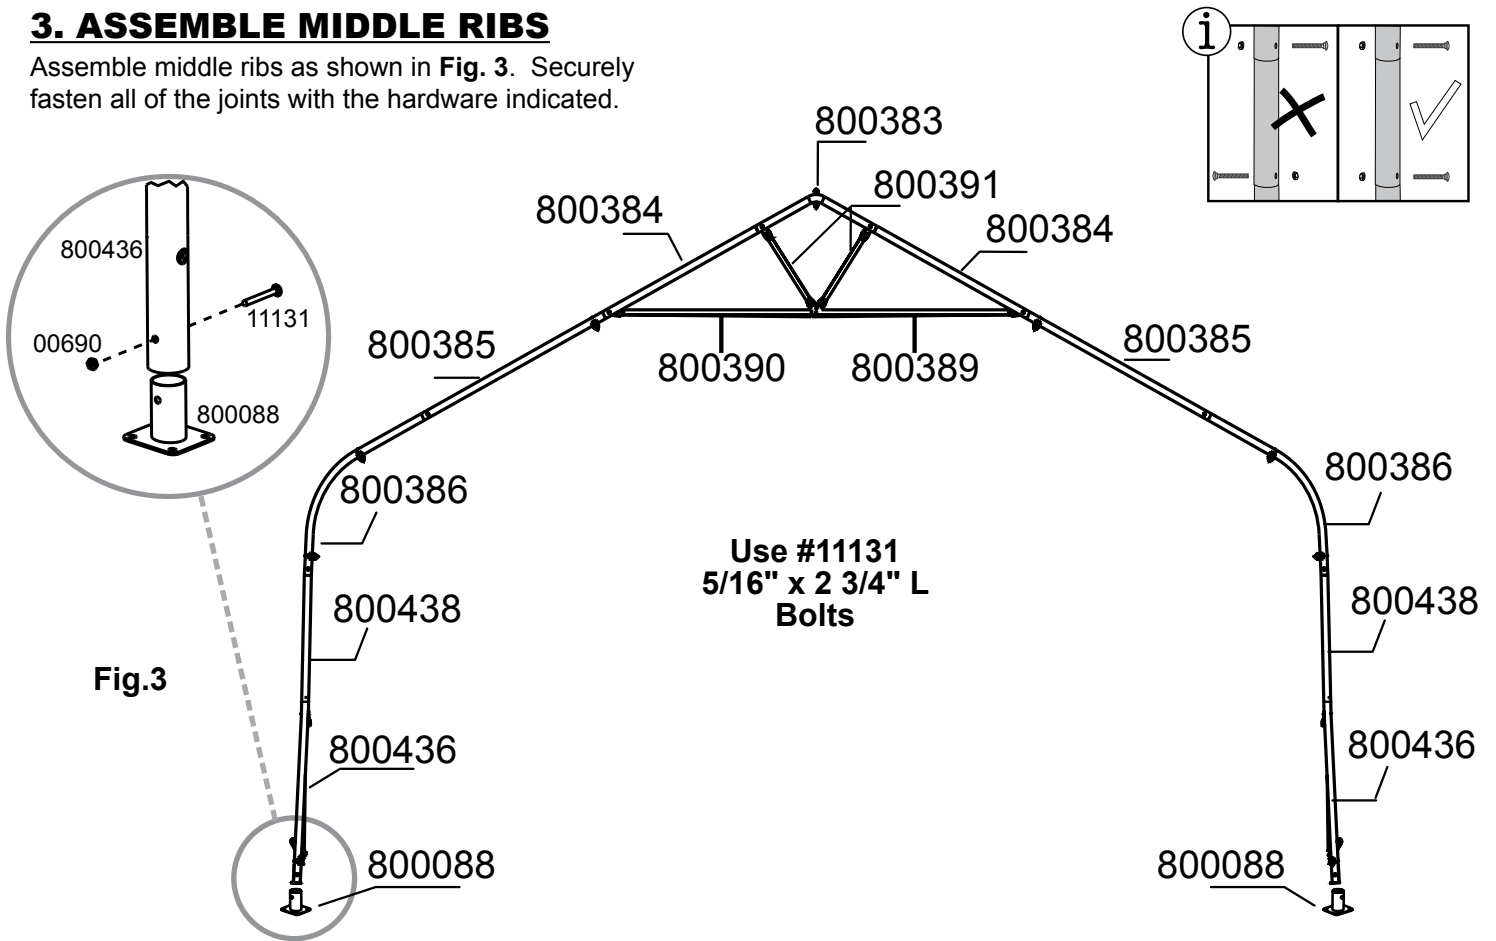 3. ASSEMBLE MIDDLE RIBS
Assemble middle ribs as shown in Fig. 3. Securely
fasten all of the joints with the hardware indicated.
i
800383
800391
800384
800384
800436
11131
00690
800088
800385
800390
800389
800385
800386
800386
Use #11131
5/16" x 2 3/4" L
Bolts
800438
800438
Fig.3
800436
800436
800088
800088